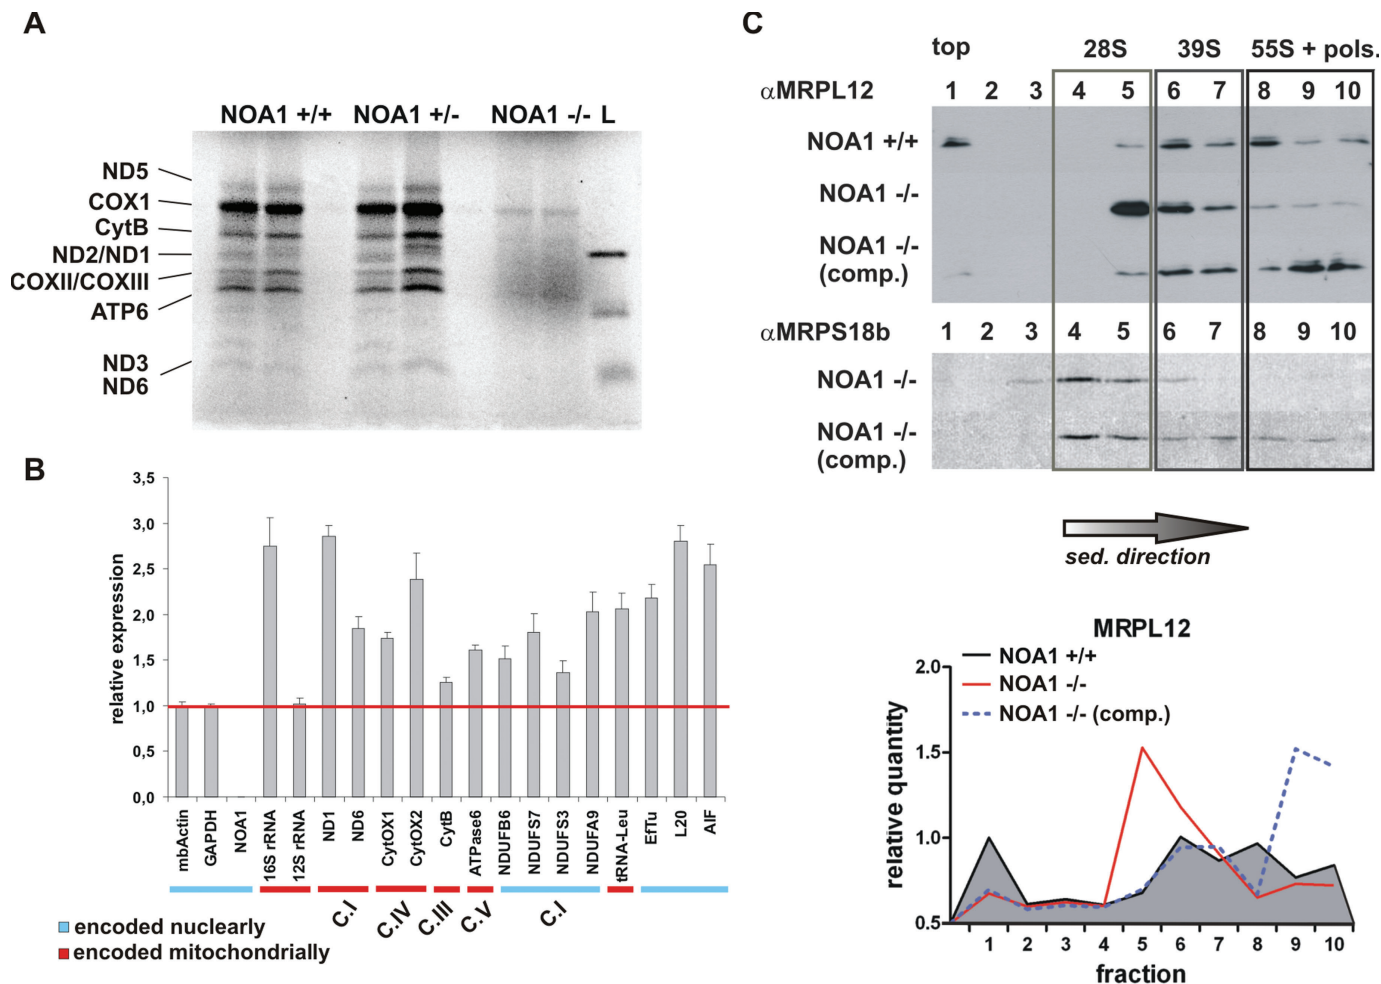 A
NOA1 +/+ NOA1 +/- NOA1 -/- L
ND5
COX1
CytB
ND2/ND1
COXII/COXIII
ATP6
ND3
ND6
B
3,5
3,0
2,5
2,0
1,5
1,0
0,5
0,0
relative expression
mbActin
GAPDH
NOA1
16S rRNA
12S rRNA
ND1
ND6
CytOX1
CytOX2
CytB
ATPase6
NDUFB6
NDUFS7
NDUFS3
NDUFA9
tRNA-Leu
EfTu
L20
AIF
C.I
C.IV
C.III
C.V
C.I
encoded nuclearly
encoded mitochondrially
C
top 28S 39S 55S + pols.
αMRPL12 1 2 3 4 5 6 7 8 9 10
NOA1 +/+
NOA1 -/-
NOA1 -/-
(comp.)
αMRPS18b 1 2 3 4 5 6 7 8 9 10
NOA1 -/-
NOA1 -/-
(comp.)
sed. direction
MRPL12
NOA1 +/+
NOA1 -/-
NOA1 -/- (comp.)
2.0
1.5
1.0
0.5
relative quantity
1 2 3 4 5 6 7 8 9 10
fraction